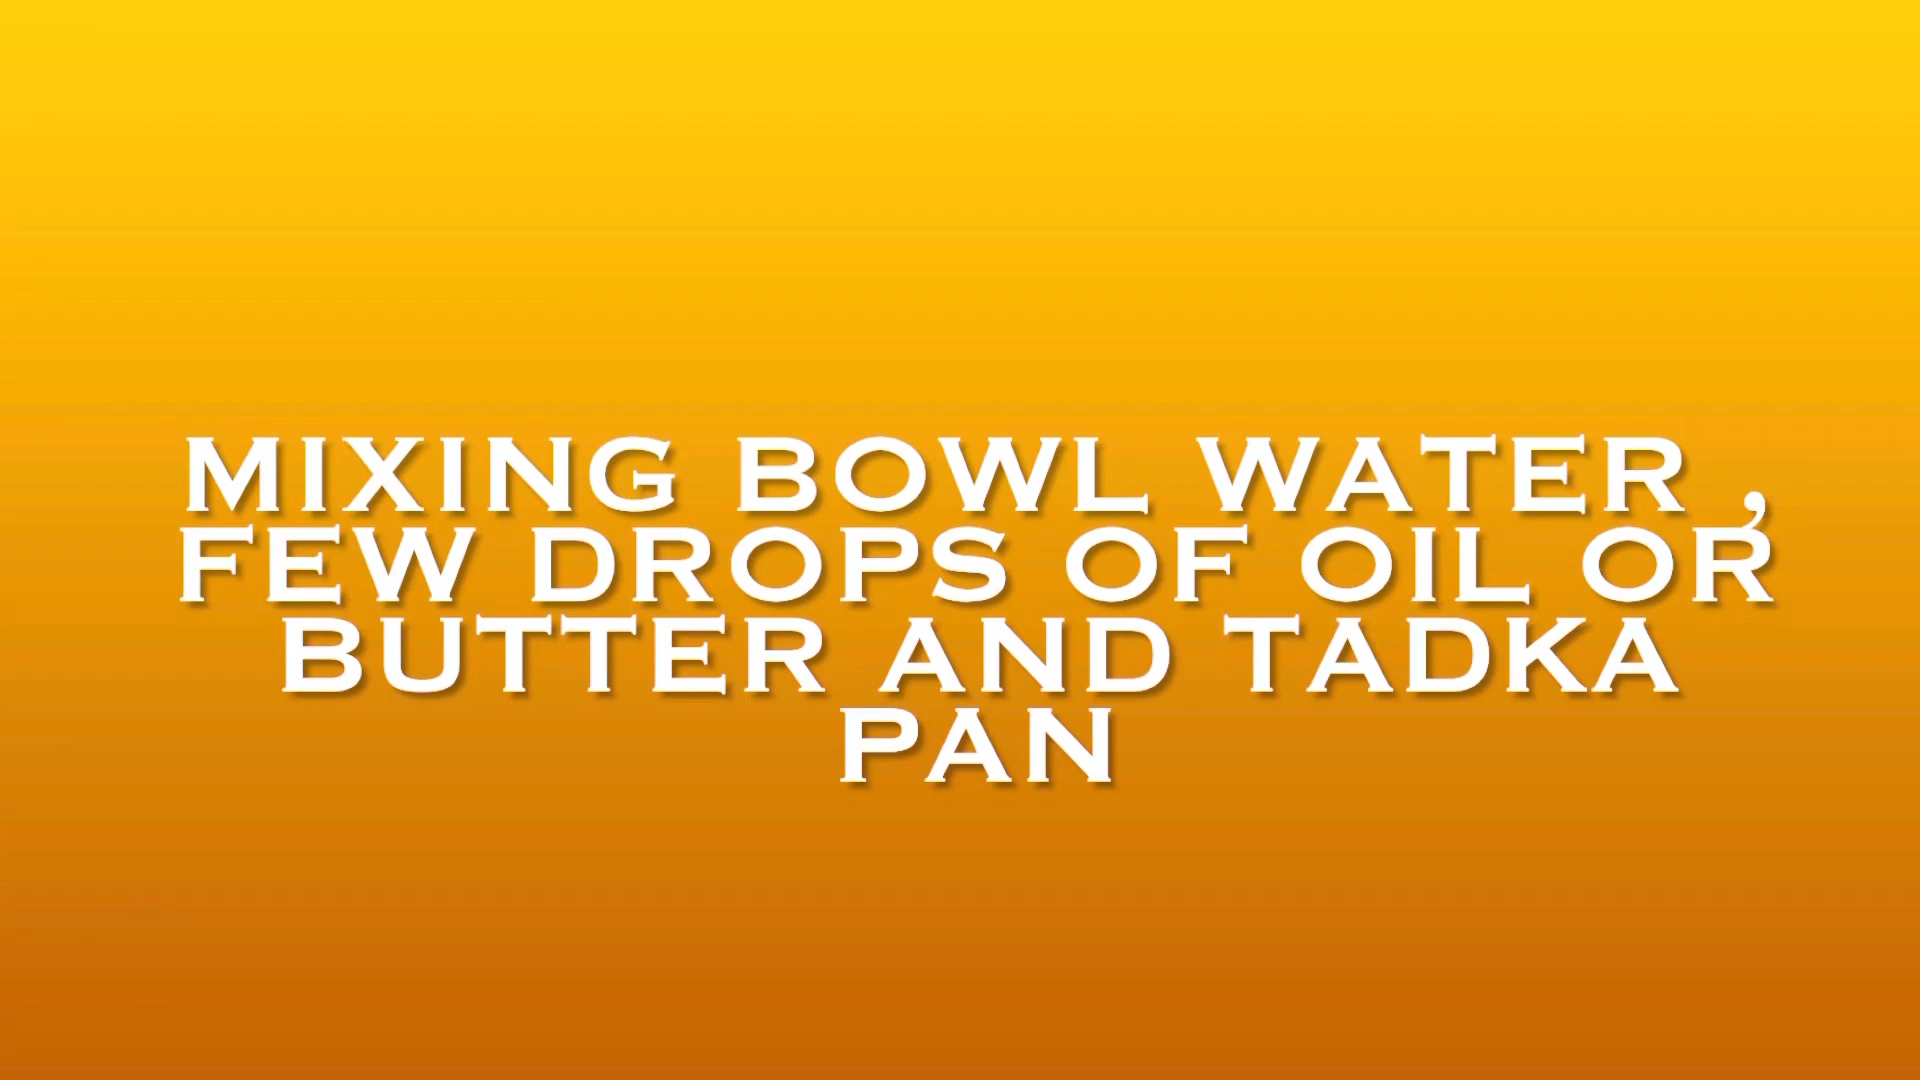 MIXING BOWL WATER ,
FEW DROPS OF OIL OR
BUTTER AND TADKA
PAN